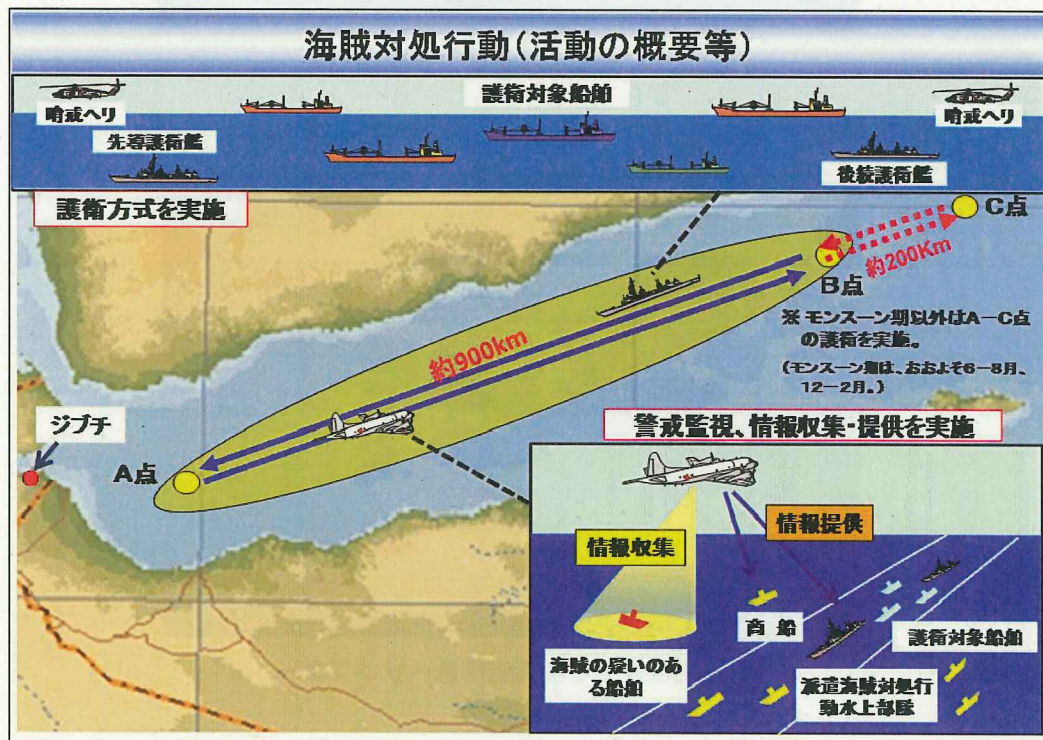 海賊対処行動(活動の概要等)
護衛対象船舶
哨戒ヘリ
哨戒ヘリ
先導護衛艦
後続護衛艦
護衛方式を実施
C点
約200Km
B点
※ モンスーン期以外はA－C点
の護衛を実施。
(モンスーン期は、おおよそ6－8月、
12－2月。)
約900km
ジブチ
A点
警戒監視、情報収集・提供を実施
情報収集
情報提供
商 船
護衛対象船舶
海賊の疑いのあ
る船舶
派遣海賊対処行
動水上部隊